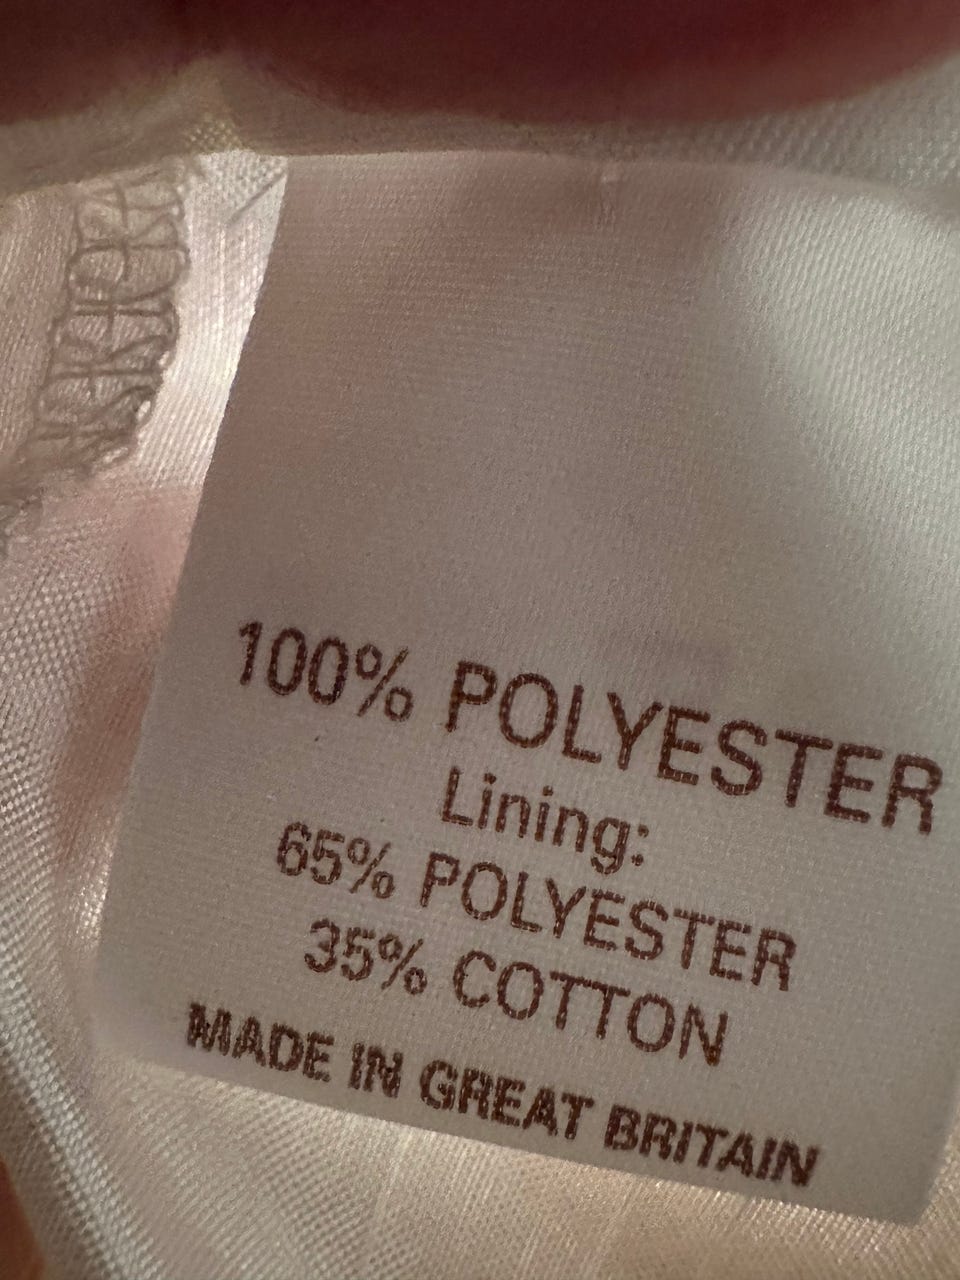 100% POLYESTER
Lining:
65% POLYESTER
35% COTTON
MADE IN GREAT BRITAIN